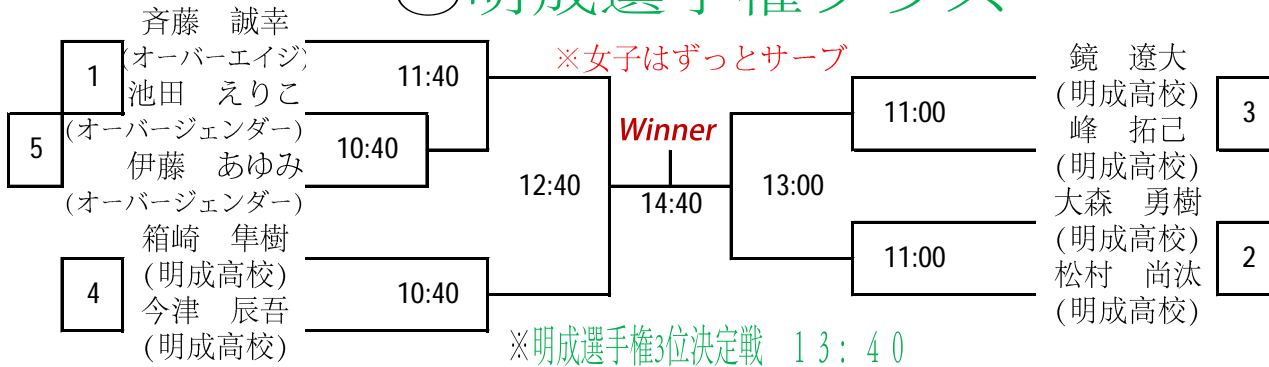 明成選手権クラス
※女子はずっとサーブ
斉藤　誠幸
(オーバーエイジ)
池田　えりこ
(オーバージェンダー)
伊藤　あゆみ
(オーバージェンダー)
箱崎　隼樹
(明成高校)
今津　辰吾
(明成高校)
1
5
4
11:40
10:40
12:40
10:40
Winner
14:40
11:00
13:00
11:00
鏡　遼大
(明成高校)
峰　拓己
(明成高校)
大森　勇樹
(明成高校)
松村　尚汰
(明成高校)
3
2
※明成選手権3位決定戦　１３：４０